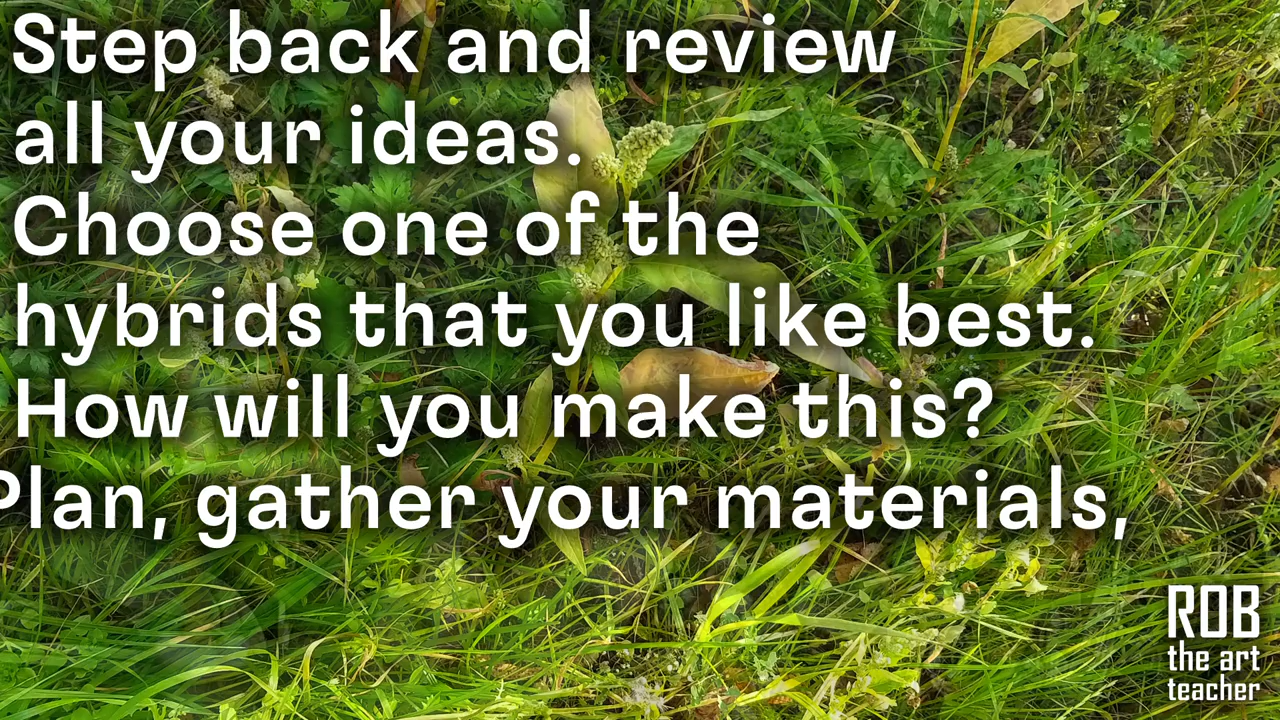 Step back and review
all your ideas.
Choose one of the
hybrids that you like best.
How will you make this?
Plan, gather your materials,
ROB
the art
teacher